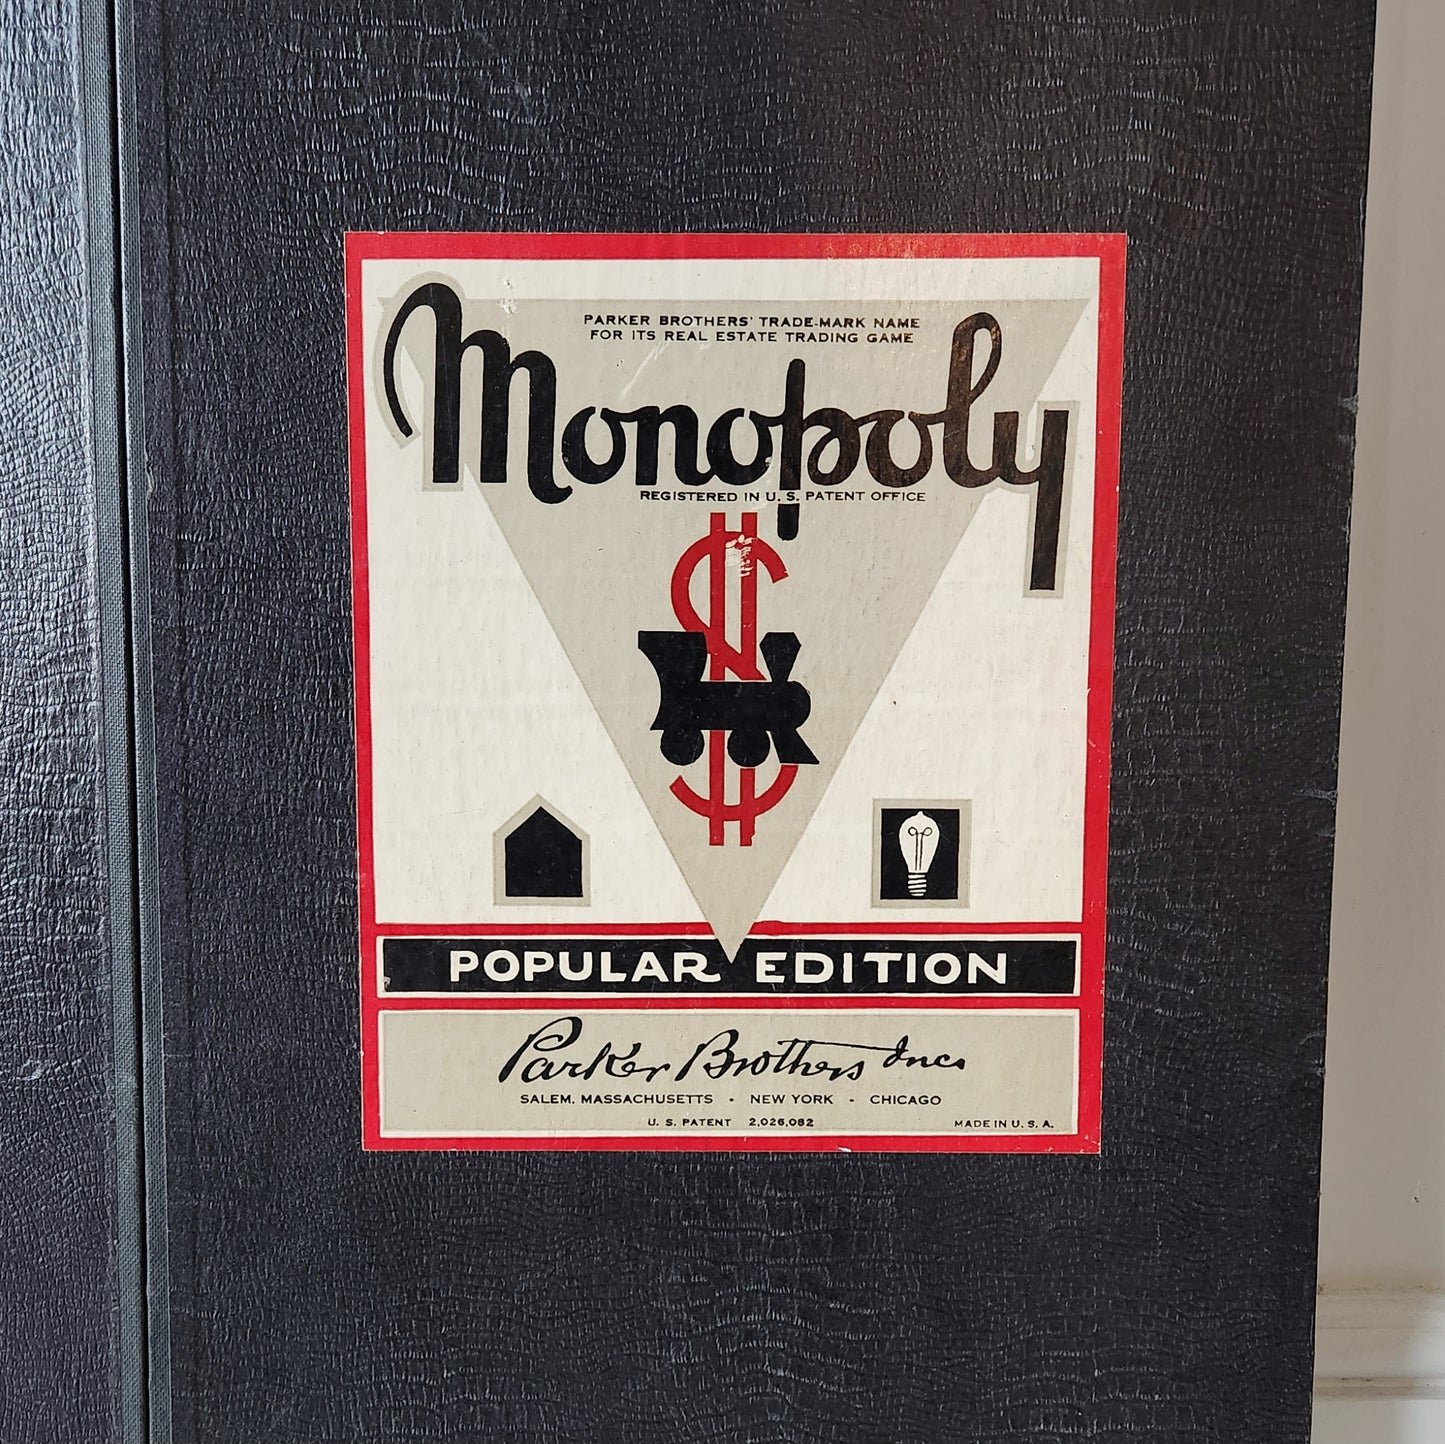 PARKER BROTHERS' TRADE-MARK NAME
FOR ITS REAL ESTATE TRADING GAME
Monopoly
REGISTERED IN U. S. PATENT OFFICE
$
POPULAR EDITION
Parker Brothers Inc.
SALEM, MASSACHUSETTS • NEW YORK - CHICAGO
U. S. PATENT 2,026,082
MADE IN U. S. A.